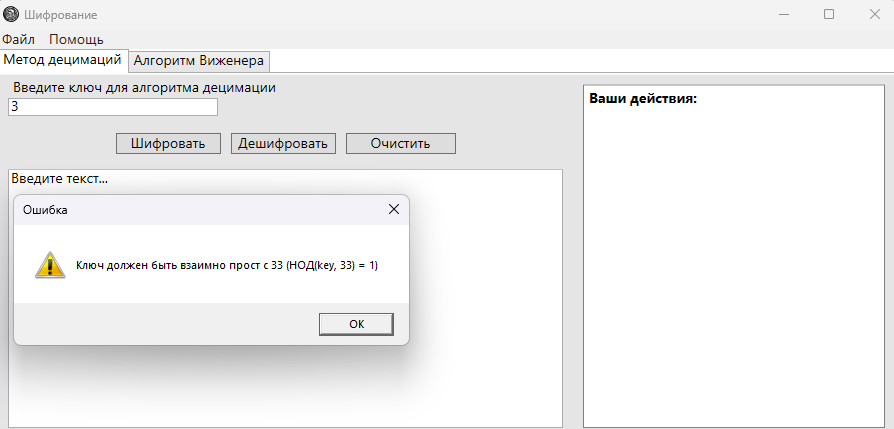 Шифрование
Файл Помощь
Метод децимаций Алгоритм Виженера
Введите ключ для алгоритма децимации
3
Шифровать Дешифровать Очистить
Введите текст...
Ошибка
Ключ должен быть взаимно прост с 33 (НОД(key, 33) = 1)
OK
Ваши действия: